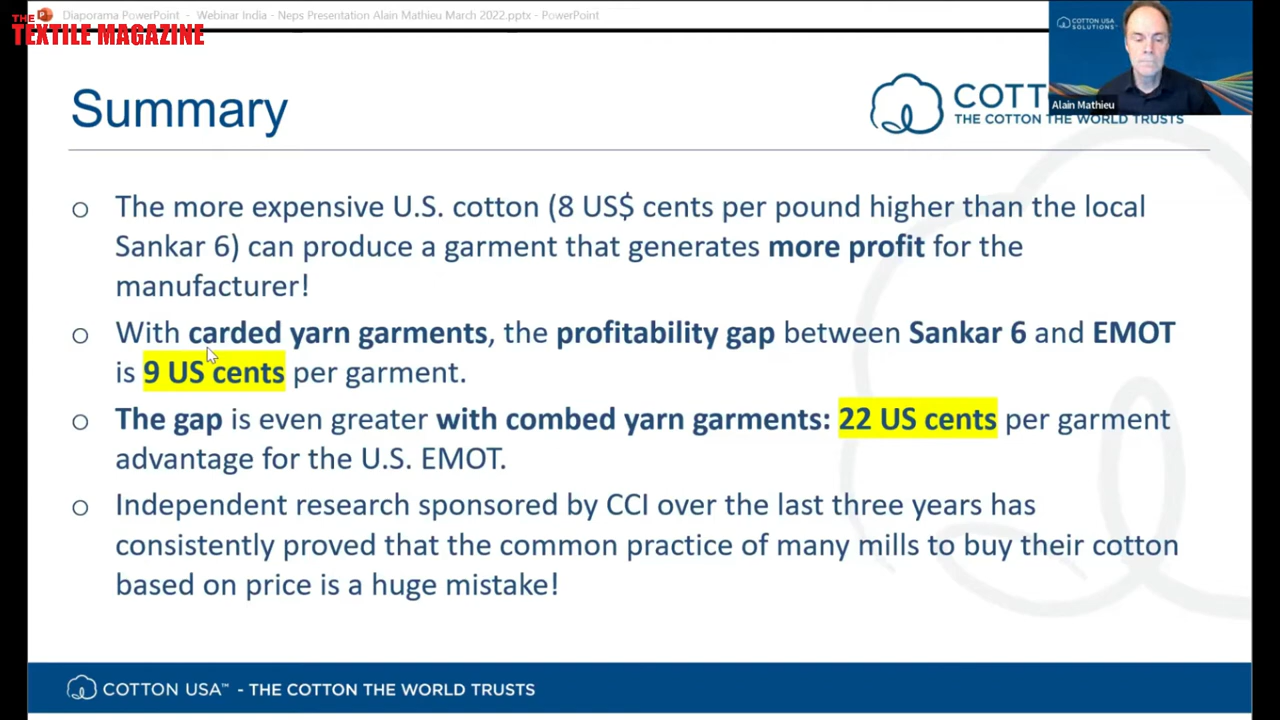 Diaporama PowerPoint - Webinar India - Neps Presentation Alain Mathieu March 2022.pptx - PowerPoint
THE
TEXTILE MAGAZINE
COTTON USA
SOLUTIONS™
Alain Mathieu
Summary
COTT
THE COTTON THE WORLD TRUSTS
o The more expensive U.S. cotton (8 US$ cents per pound higher than the local
Sankar 6) can produce a garment that generates more profit for the
manufacturer!
o With carded yarn garments, the profitability gap between Sankar 6 and EMOT
is 9 US cents per garment.
o The gap is even greater with combed yarn garments: 22 US cents per garment
advantage for the U.S. EMOT.
o Independent research sponsored by CCI over the last three years has
consistently proved that the common practice of many mills to buy their cotton
based on price is a huge mistake!
COTTON USA™ - THE COTTON THE WORLD TRUSTS